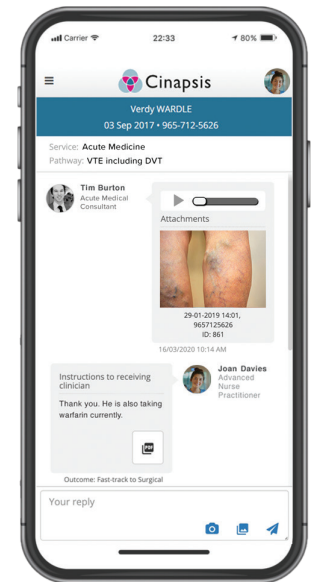 Carrier 22:33 80%
Cinapsis
Verdy WARDLE
03 Sep 2017 • 965-712-5626
Service: Acute Medicine
Pathway: VTE including DVT
Tim Burton
Acute Medical
Consultant
Attachments
29-01-2019 14:01,
9657125626
ID: 861
16/03/2020 10:14 AM
Joan Davies
Advanced
Nurse
Practitioner
Instructions to receiving
clinician
Thank you. He is also taking
warfarin currently.
PDF
Outcome: Fast-track to Surgical
Your reply